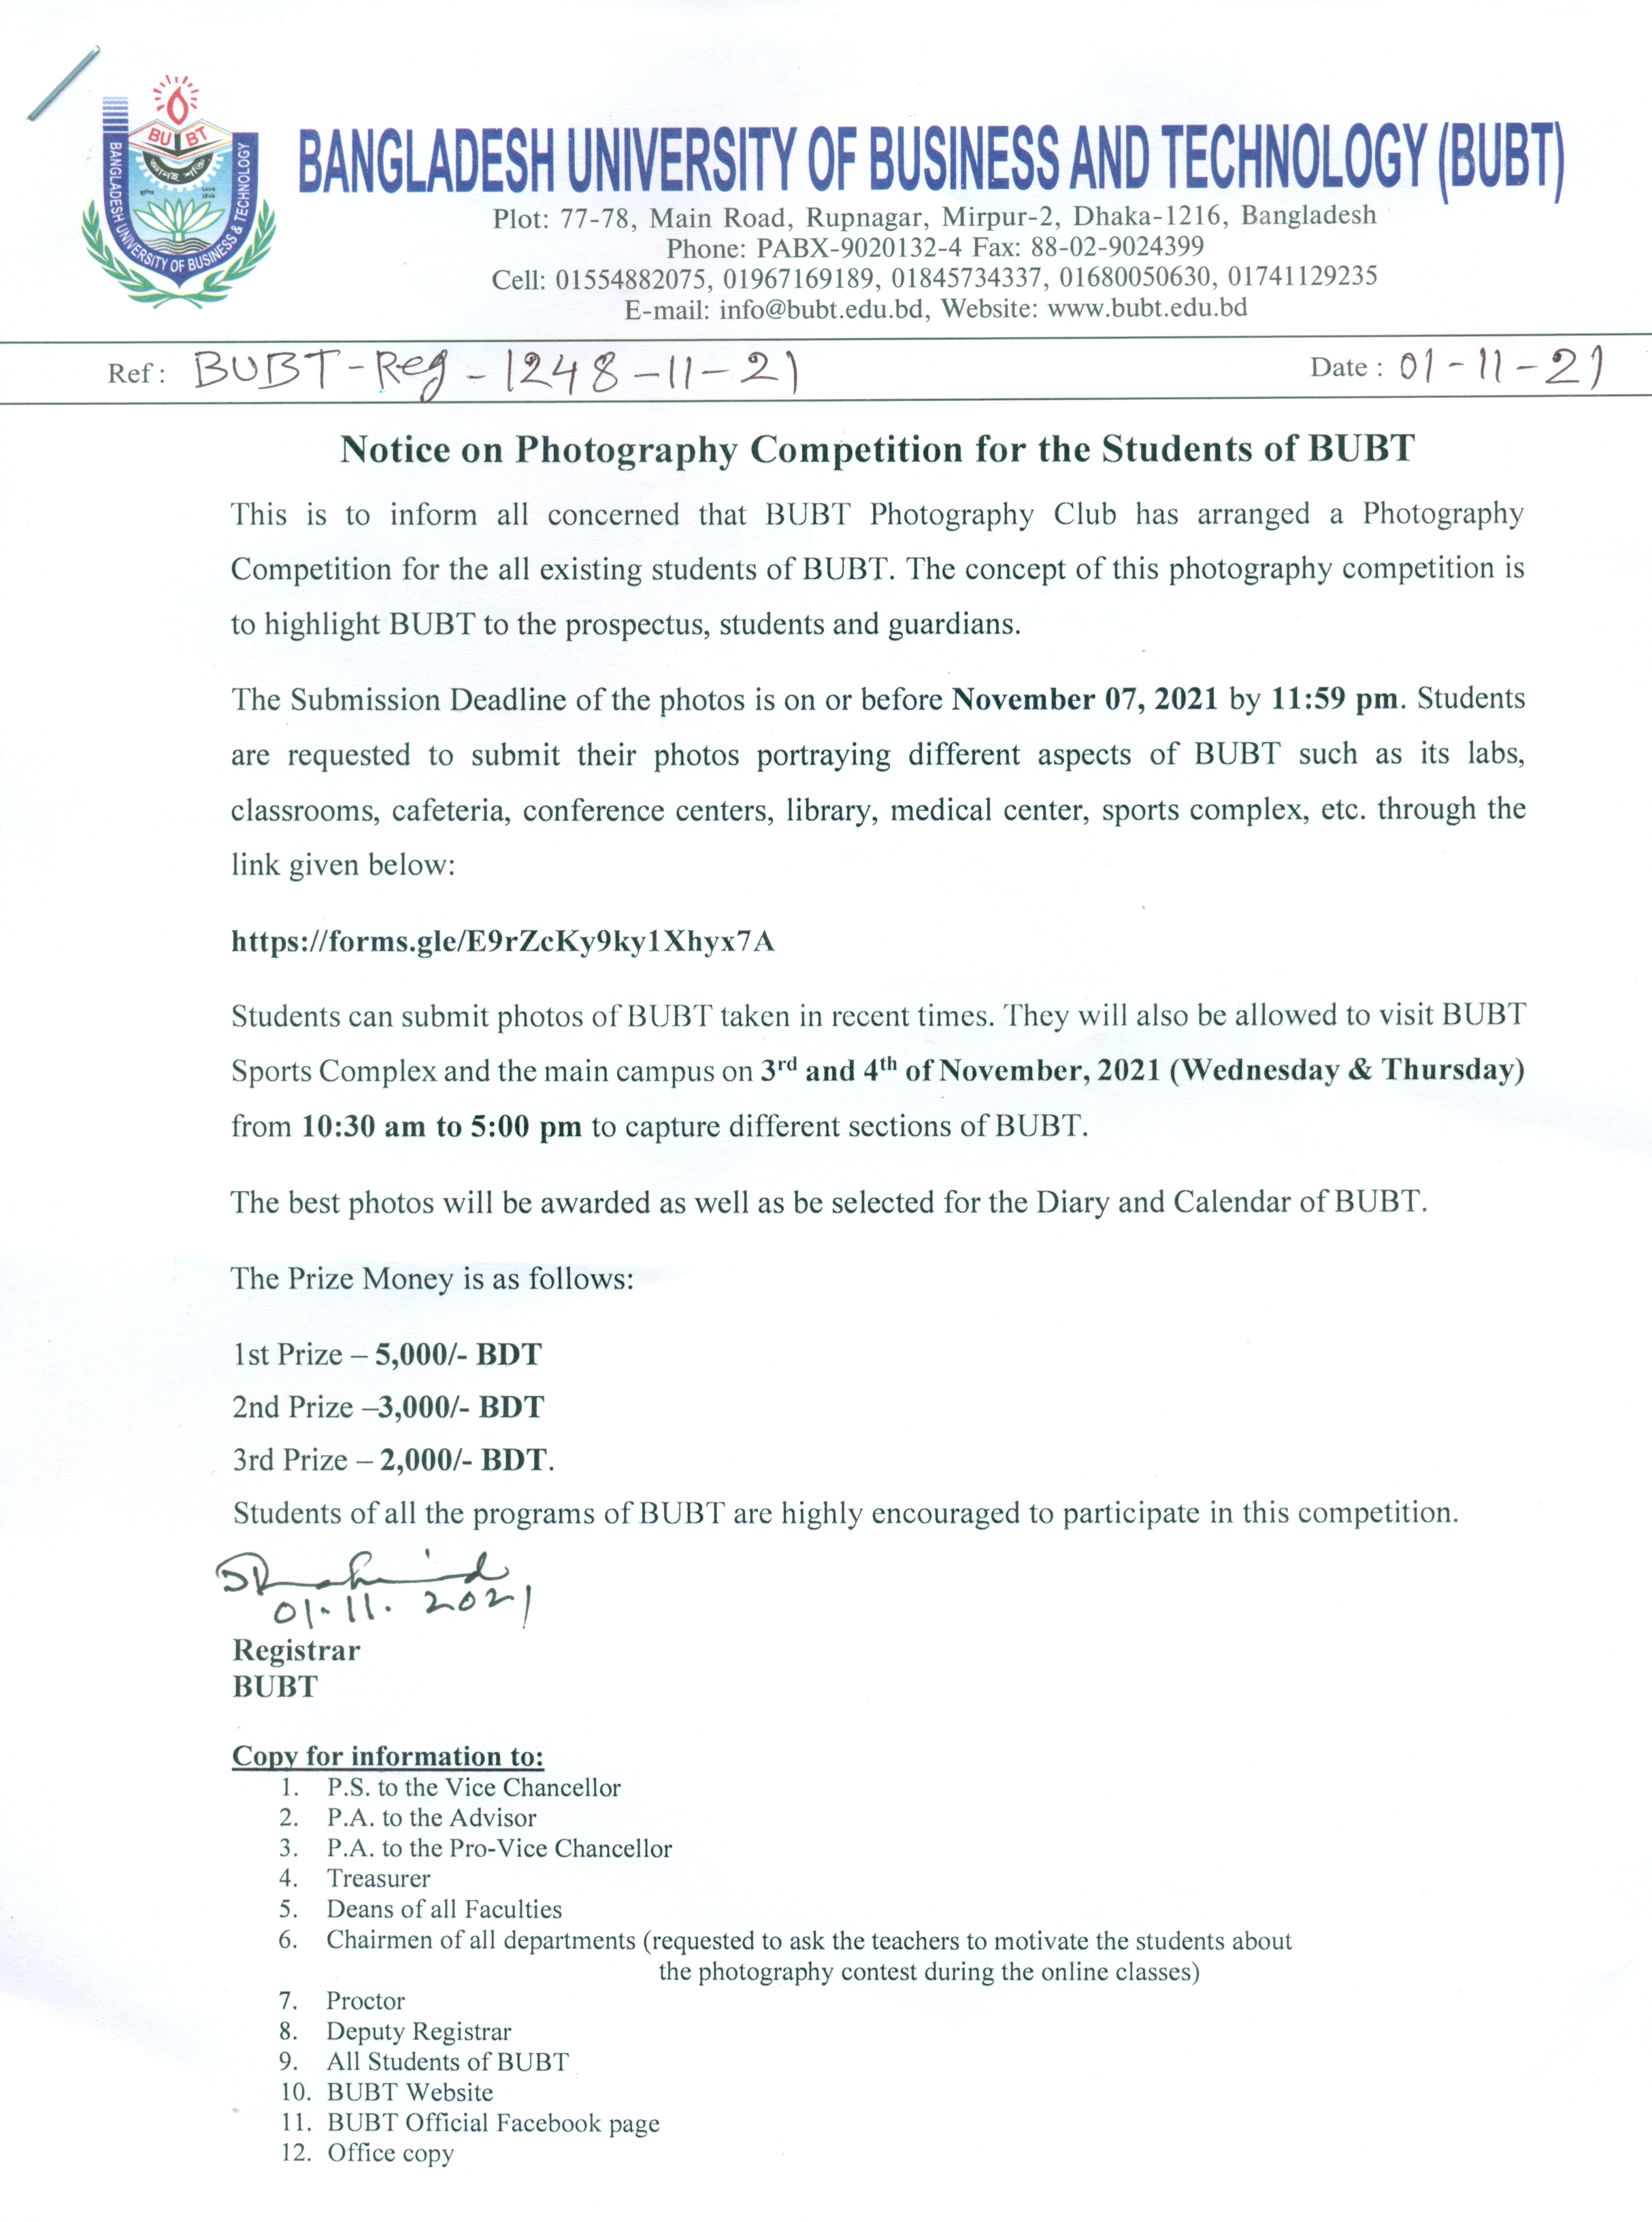 BU BT
জ্ঞানই শক্তি
BANGLADESH UNIVERSITY OF BUSINESS & TECHNOLOGY
BANGLADESH UNIVERSITY OF BUSINESS AND TECHNOLOGY (BUBT)
Plot: 77-78, Main Road, Rupnagar, Mirpur-2, Dhaka-1216, Bangladesh
Phone: PABX-9020132-4 Fax: 88-02-9024399
Cell: 01554882075, 01967169189, 01845734337, 01680050630, 01741129235
E-mail: info@bubt.edu.bd, Website: www.bubt.edu.bd
Ref : BUBT-Reg-1248-11-21 Date : 01-11-21
Notice on Photography Competition for the Students of BUBT
This is to inform all concerned that BUBT Photography Club has arranged a Photography
Competition for the all existing students of BUBT. The concept of this photography competition is
to highlight BUBT to the prospectus, students and guardians.
The Submission Deadline of the photos is on or before November 07, 2021 by 11:59 pm. Students
are requested to submit their photos portraying different aspects of BUBT such as its labs,
classrooms, cafeteria, conference centers, library, medical center, sports complex, etc. through the
link given below:
https://forms.gle/E9rZcKy9ky1Xhyx7A
Students can submit photos of BUBT taken in recent times. They will also be allowed to visit BUBT
Sports Complex and the main campus on 3rd and 4th of November, 2021 (Wednesday & Thursday)
from 10:30 am to 5:00 pm to capture different sections of BUBT.
The best photos will be awarded as well as be selected for the Diary and Calendar of BUBT.
The Prize Money is as follows:
1st Prize – 5,000/- BDT
2nd Prize –3,000/- BDT
3rd Prize – 2,000/- BDT.
Students of all the programs of BUBT are highly encouraged to participate in this competition.
01.11.2021
Registrar
BUBT
Copy for information to:
1. P.S. to the Vice Chancellor
2. P.A. to the Advisor
3. P.A. to the Pro-Vice Chancellor
4. Treasurer
5. Deans of all Faculties
6. Chairmen of all departments (requested to ask the teachers to motivate the students about
the photography contest during the online classes)
7. Proctor
8. Deputy Registrar
9. All Students of BUBT
10. BUBT Website
11. BUBT Official Facebook page
12. Office copy